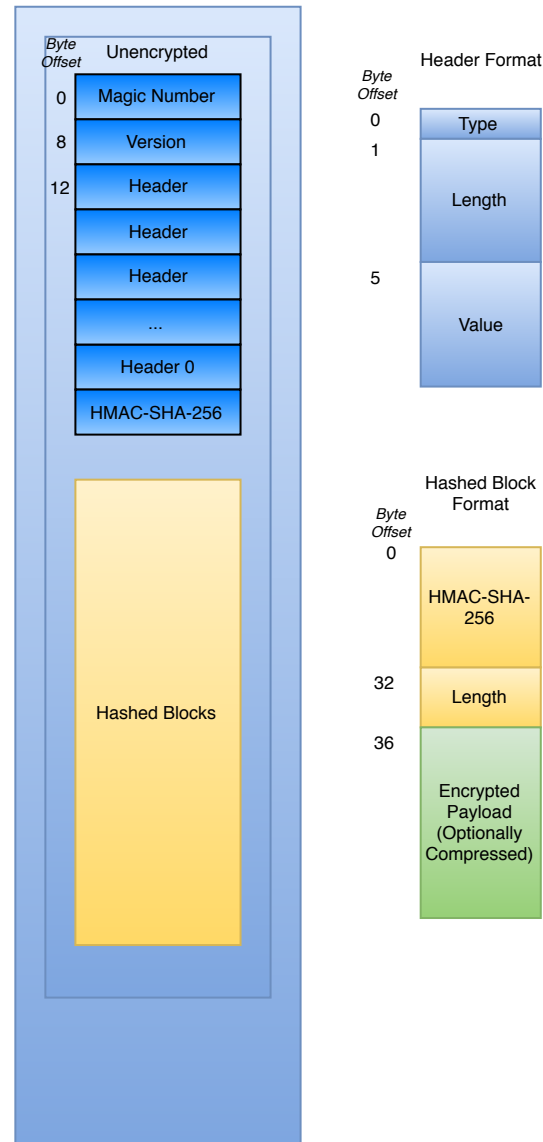 Byte
Offset
Unencrypted
0
Magic Number
8
Version
12
Header
Header
Header
...
Header 0
HMAC-SHA-256
Hashed Blocks
Header Format
Byte
Offset
0
Type
1
Length
5
Value
Hashed Block
Format
Byte
Offset
0
HMAC-SHA-
256
32
Length
36
Encrypted
Payload
(Optionally
Compressed)